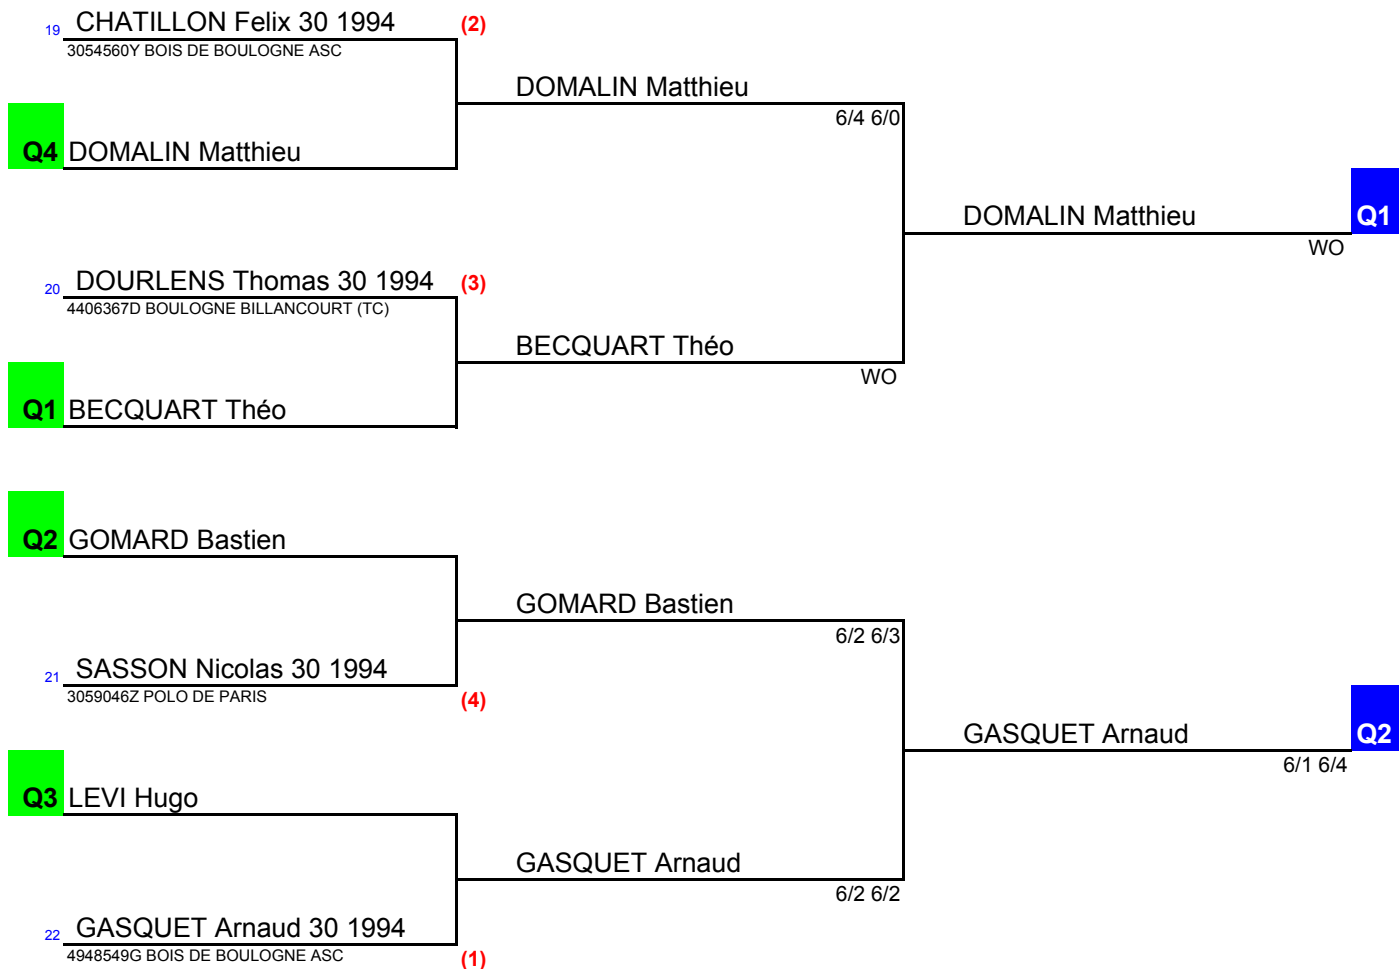 19 CHATILLON Felix 30 1994 (2)
3054560Y BOIS DE BOULOGNE ASC
DOMALIN Matthieu
6/4 6/0
Q4 DOMALIN Matthieu
DOMALIN Matthieu Q1
WO
20 DOURLENS Thomas 30 1994 (3)
4406367D BOULOGNE BILLANCOURT (TC)
BECQUART Théo
WO
Q1 BECQUART Théo
Q2 GOMARD Bastien
GOMARD Bastien
6/2 6/3
21 SASSON Nicolas 30 1994
3059046Z POLO DE PARIS (4)
GASQUET Arnaud Q2
6/1 6/4
Q3 LEVI Hugo
GASQUET Arnaud
6/2 6/2
22 GASQUET Arnaud 30 1994
4948549G BOIS DE BOULOGNE ASC (1)